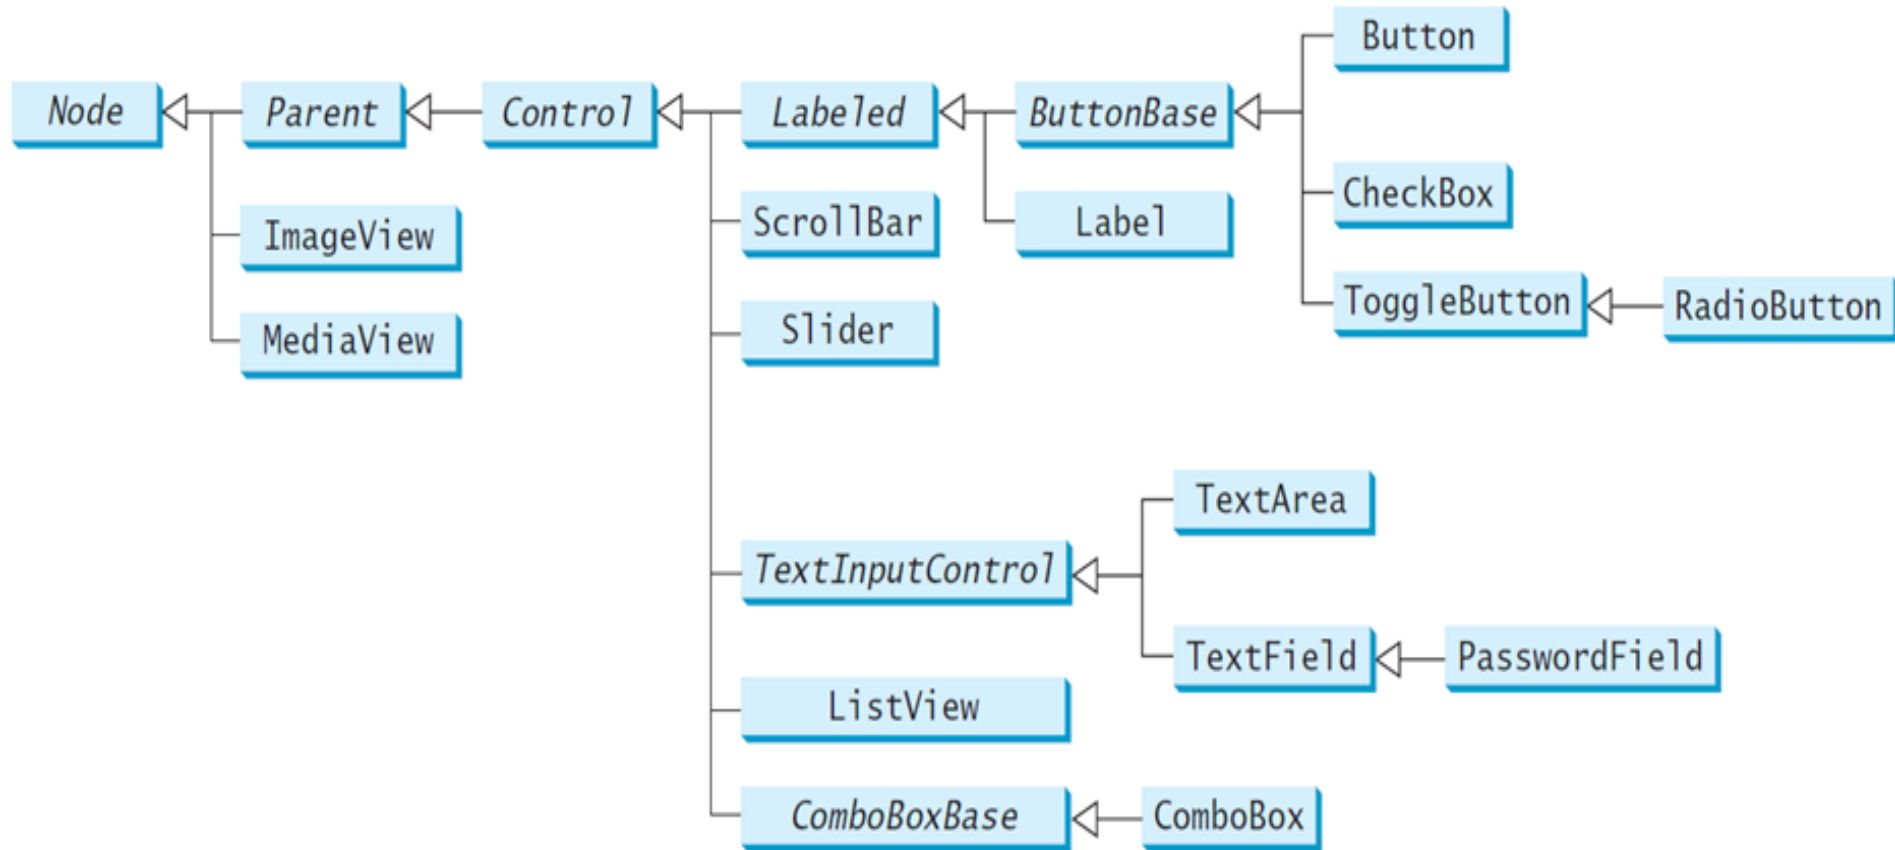 Button
Node
Parent
Control
Labeled
ButtonBase
CheckBox
ScrollBar
Label
ImageView
ToggleButton
RadioButton
Slider
MediaView
TextArea
TextInputControl
TextField
PasswordField
ListView
ComboBoxBase
ComboBox